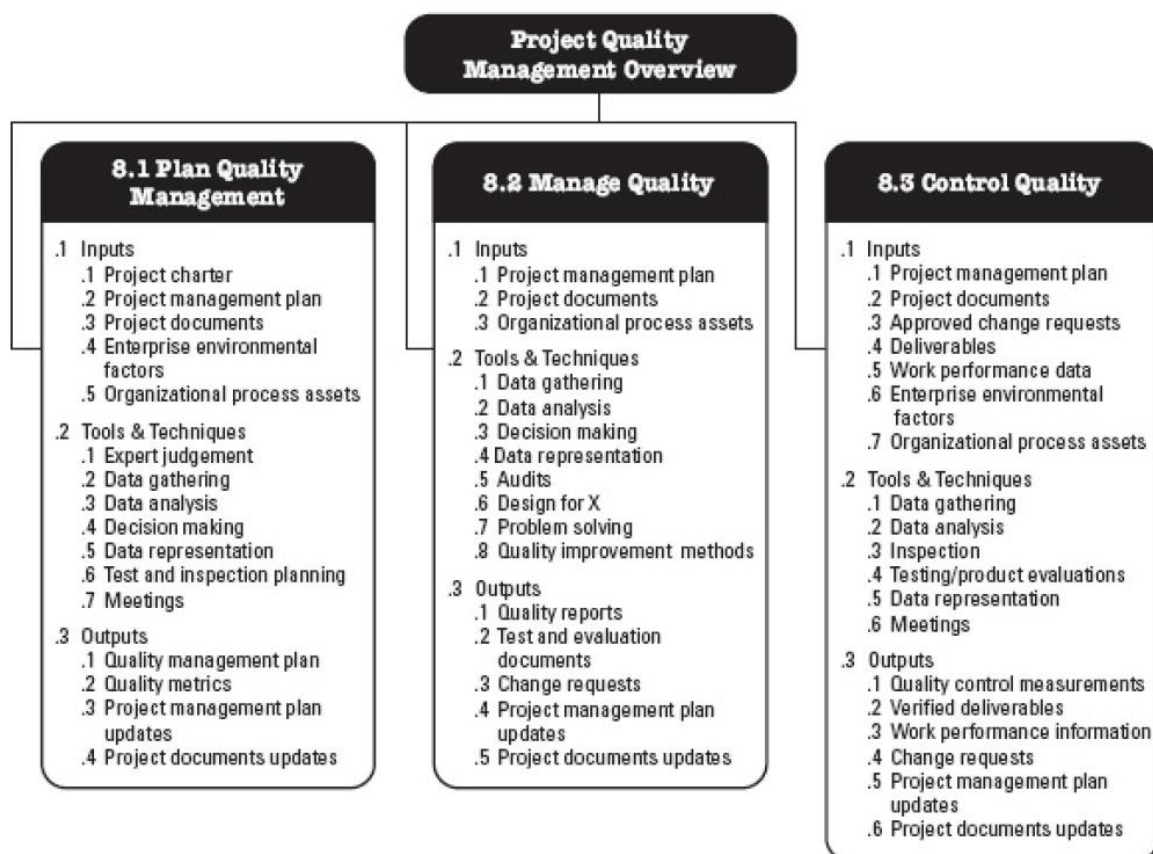 Project Quality
Management Overview
8.1 Plan Quality
Management
.1 Inputs
.1 Project charter
.2 Project management plan
.3 Project documents
.4 Enterprise environmental
factors
.5 Organizational process assets
.2 Tools & Techniques
.1 Expert judgement
.2 Data gathering
.3 Data analysis
.4 Decision making
.5 Data representation
.6 Test and inspection planning
.7 Meetings
.3 Outputs
.1 Quality management plan
.2 Quality metrics
.3 Project management plan
updates
.4 Project documents updates
8.2 Manage Quality
.1 Inputs
.1 Project management plan
.2 Project documents
.3 Organizational process assets
.2 Tools & Techniques
.1 Data gathering
.2 Data analysis
.3 Decision making
.4 Data representation
.5 Audits
.6 Design for X
.7 Problem solving
.8 Quality improvement methods
.3 Outputs
.1 Quality reports
.2 Test and evaluation
documents
.3 Change requests
.4 Project management plan
updates
.5 Project documents updates
8.3 Control Quality
.1 Inputs
.1 Project management plan
.2 Project documents
.3 Approved change requests
.4 Deliverables
.5 Work performance data
.6 Enterprise environmental
factors
.7 Organizational process assets
.2 Tools & Techniques
.1 Data gathering
.2 Data analysis
.3 Inspection
.4 Testing/product evaluations
.5 Data representation
.6 Meetings
.3 Outputs
.1 Quality control measurements
.2 Verified deliverables
.3 Work performance information
.4 Change requests
.5 Project management plan
updates
.6 Project documents updates